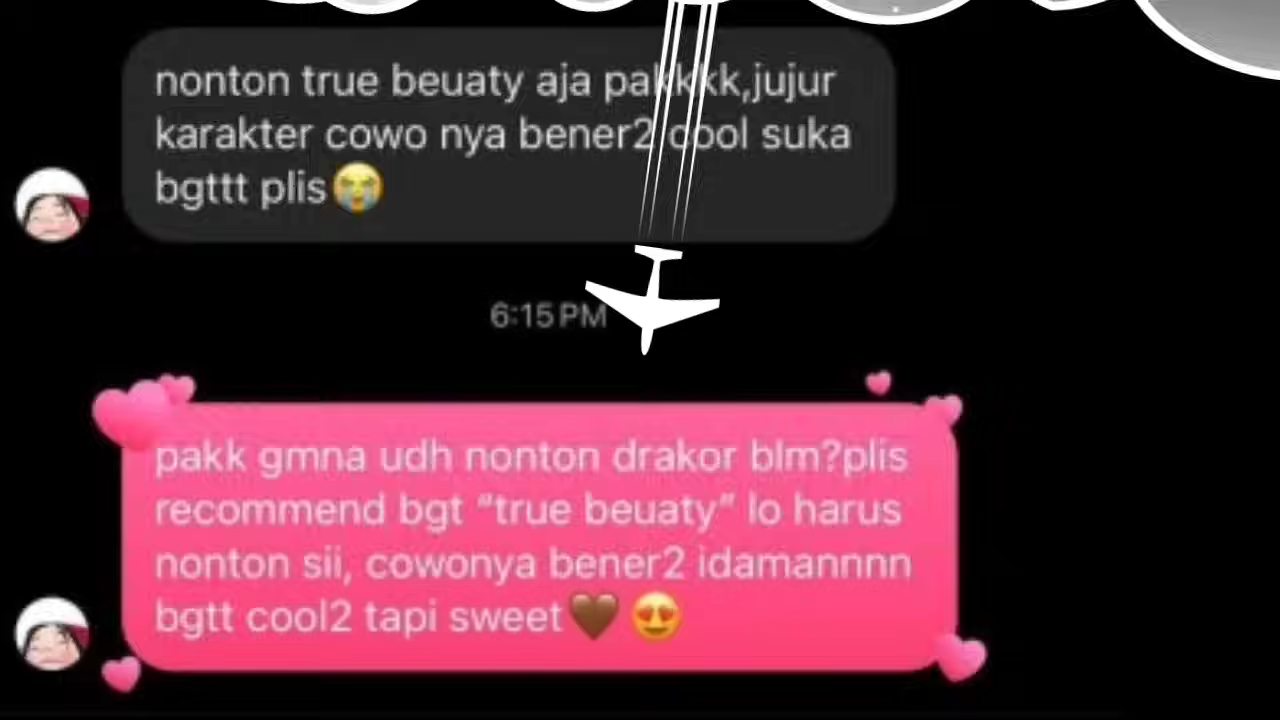 nonton true beuaty aja pakkkk,jujur
karakter cowo nya bener2 cool suka
bgttt plis😭
6:15 PM
pakk gmna udh nonton drakor blm?plis
recommend bgt “true beuaty” lo harus
nonton sii, cowonya bener2 idamannnn
bgtt cool2 tapi sweet🤎😍